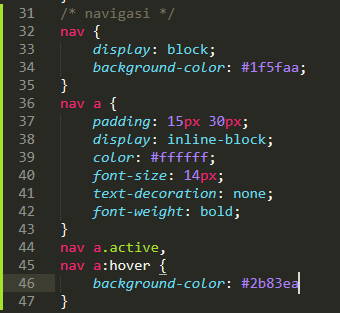 31 /* navigasi */
32 nav {
33     display: block;
34     background-color: #1f5faa;
35 }
36 nav a {
37     padding: 15px 30px;
38     display: inline-block;
39     color: #ffffff;
40     font-size: 14px;
41     text-decoration: none;
42     font-weight: bold;
43 }
44 nav a.active,
45 nav a:hover {
46     background-color: #2b83ea
47 }